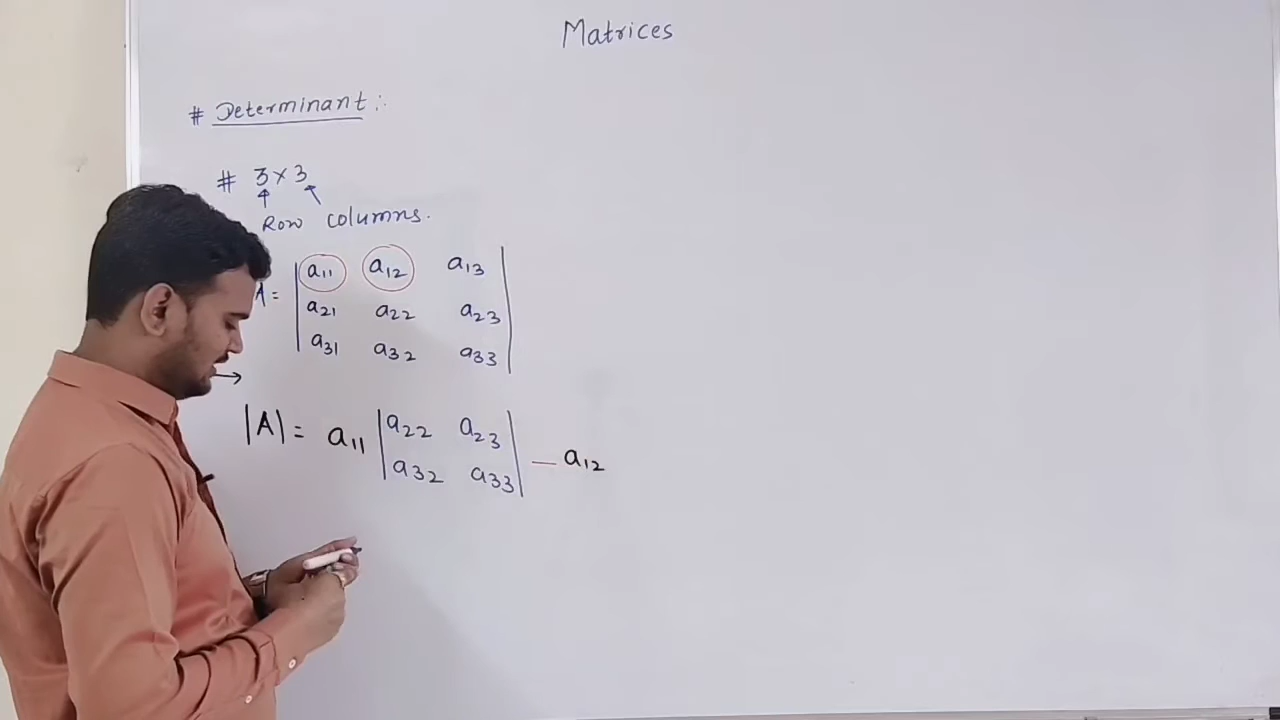 Matrices
# Determinant :-
# 3 × 3
Row columns.
A = | a11 a12 a13 |
| a21 a22 a23 |
| a31 a32 a33 |
→
|A| = a11 | a22 a23 | — a12
| a32 a33 |